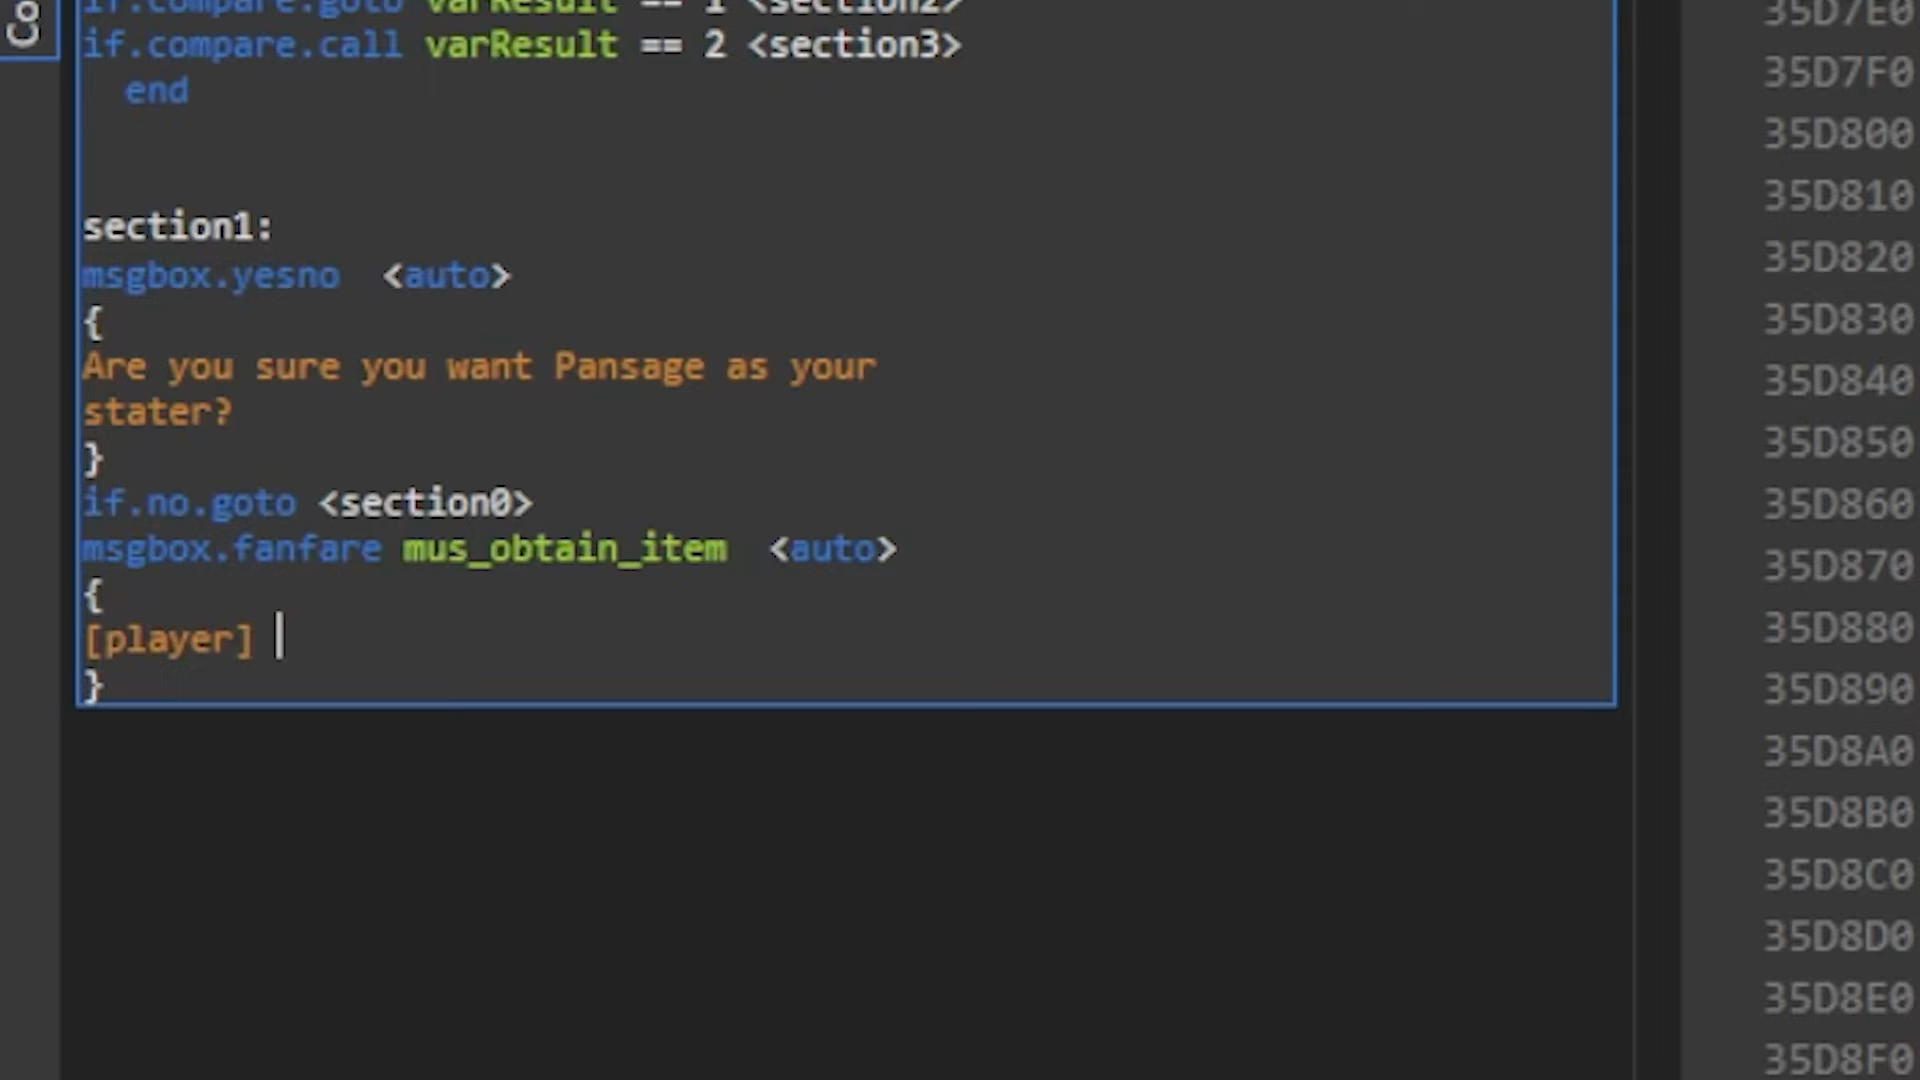 Co
if.compare.goto varResult == 1 <section2>
if.compare.call varResult == 2 <section3>
end
section1:
msgbox.yesno <auto>
{
Are you sure you want Pansage as your
stater?
}
if.no.goto <section0>
msgbox.fanfare mus_obtain_item <auto>
{
[player]
}
35D7E0
35D7F0
35D800
35D810
35D820
35D830
35D840
35D850
35D860
35D870
35D880
35D890
35D8A0
35D8B0
35D8C0
35D8D0
35D8E0
35D8F0